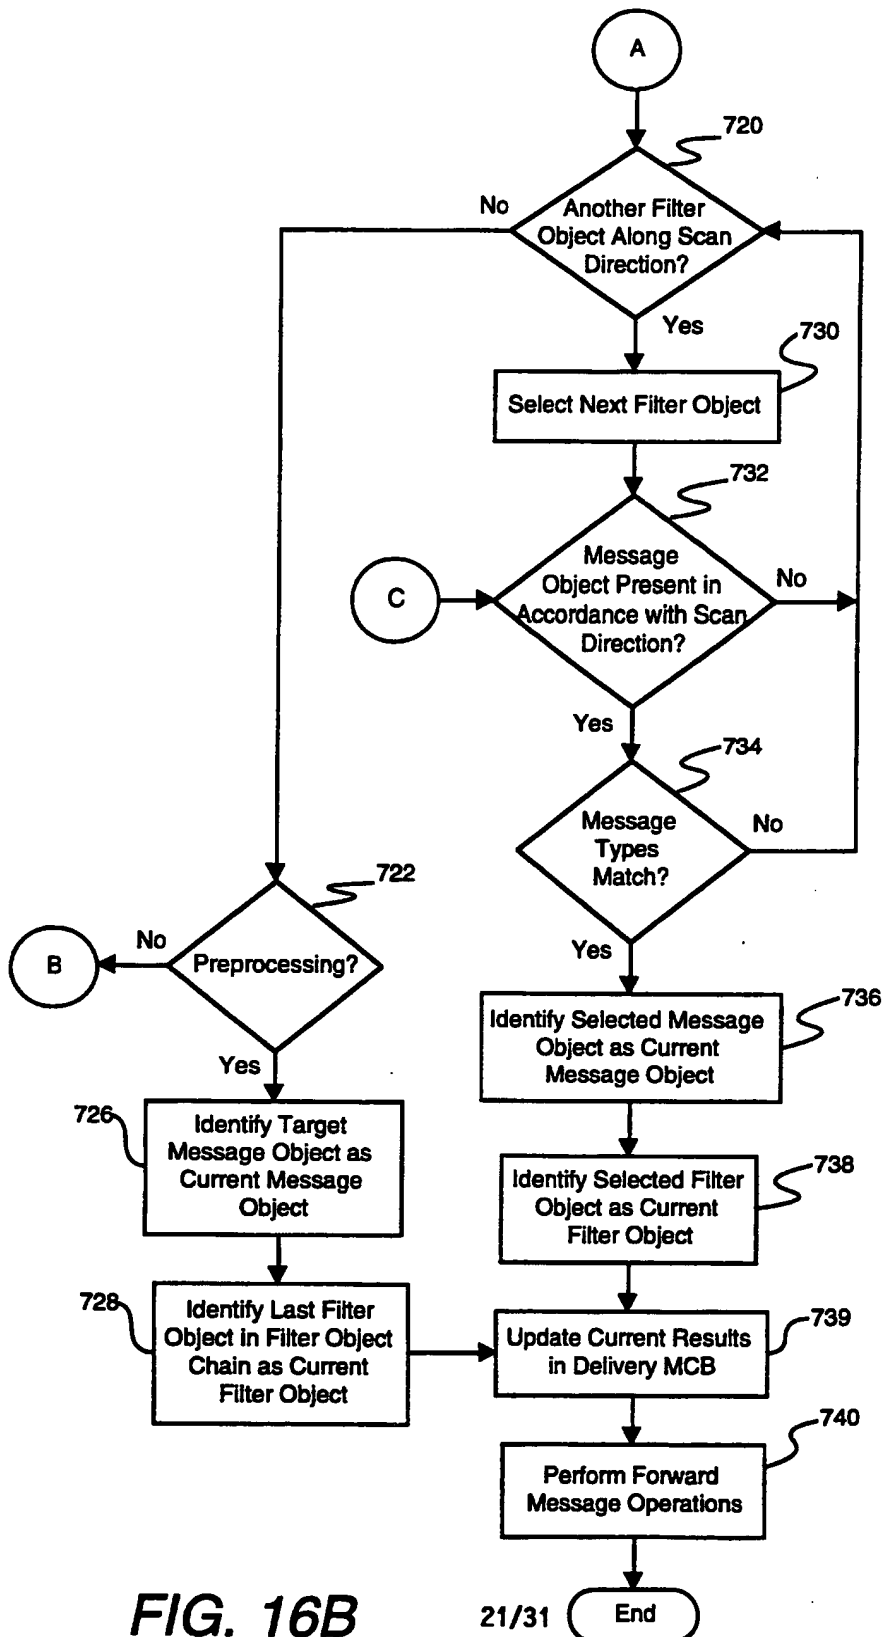 A
720
No
Another Filter
Object Along Scan
Direction?
Yes
730
Select Next Filter Object
732
Message
Object Present in
Accordance with Scan
Direction?
No
C
Yes
734
Message
Types
Match?
No
722
Yes
B
No
Preprocessing?
736
Identify Selected Message
Object as Current
Message Object
Yes
726
Identify Target
Message Object as
Current Message
Object
738
Identify Selected Filter
Object as Current
Filter Object
728
Identify Last Filter
Object in Filter Object
Chain as Current
Filter Object
739
Update Current Results
in Delivery MCB
740
Perform Forward
Message Operations
FIG. 16B
21/31
End